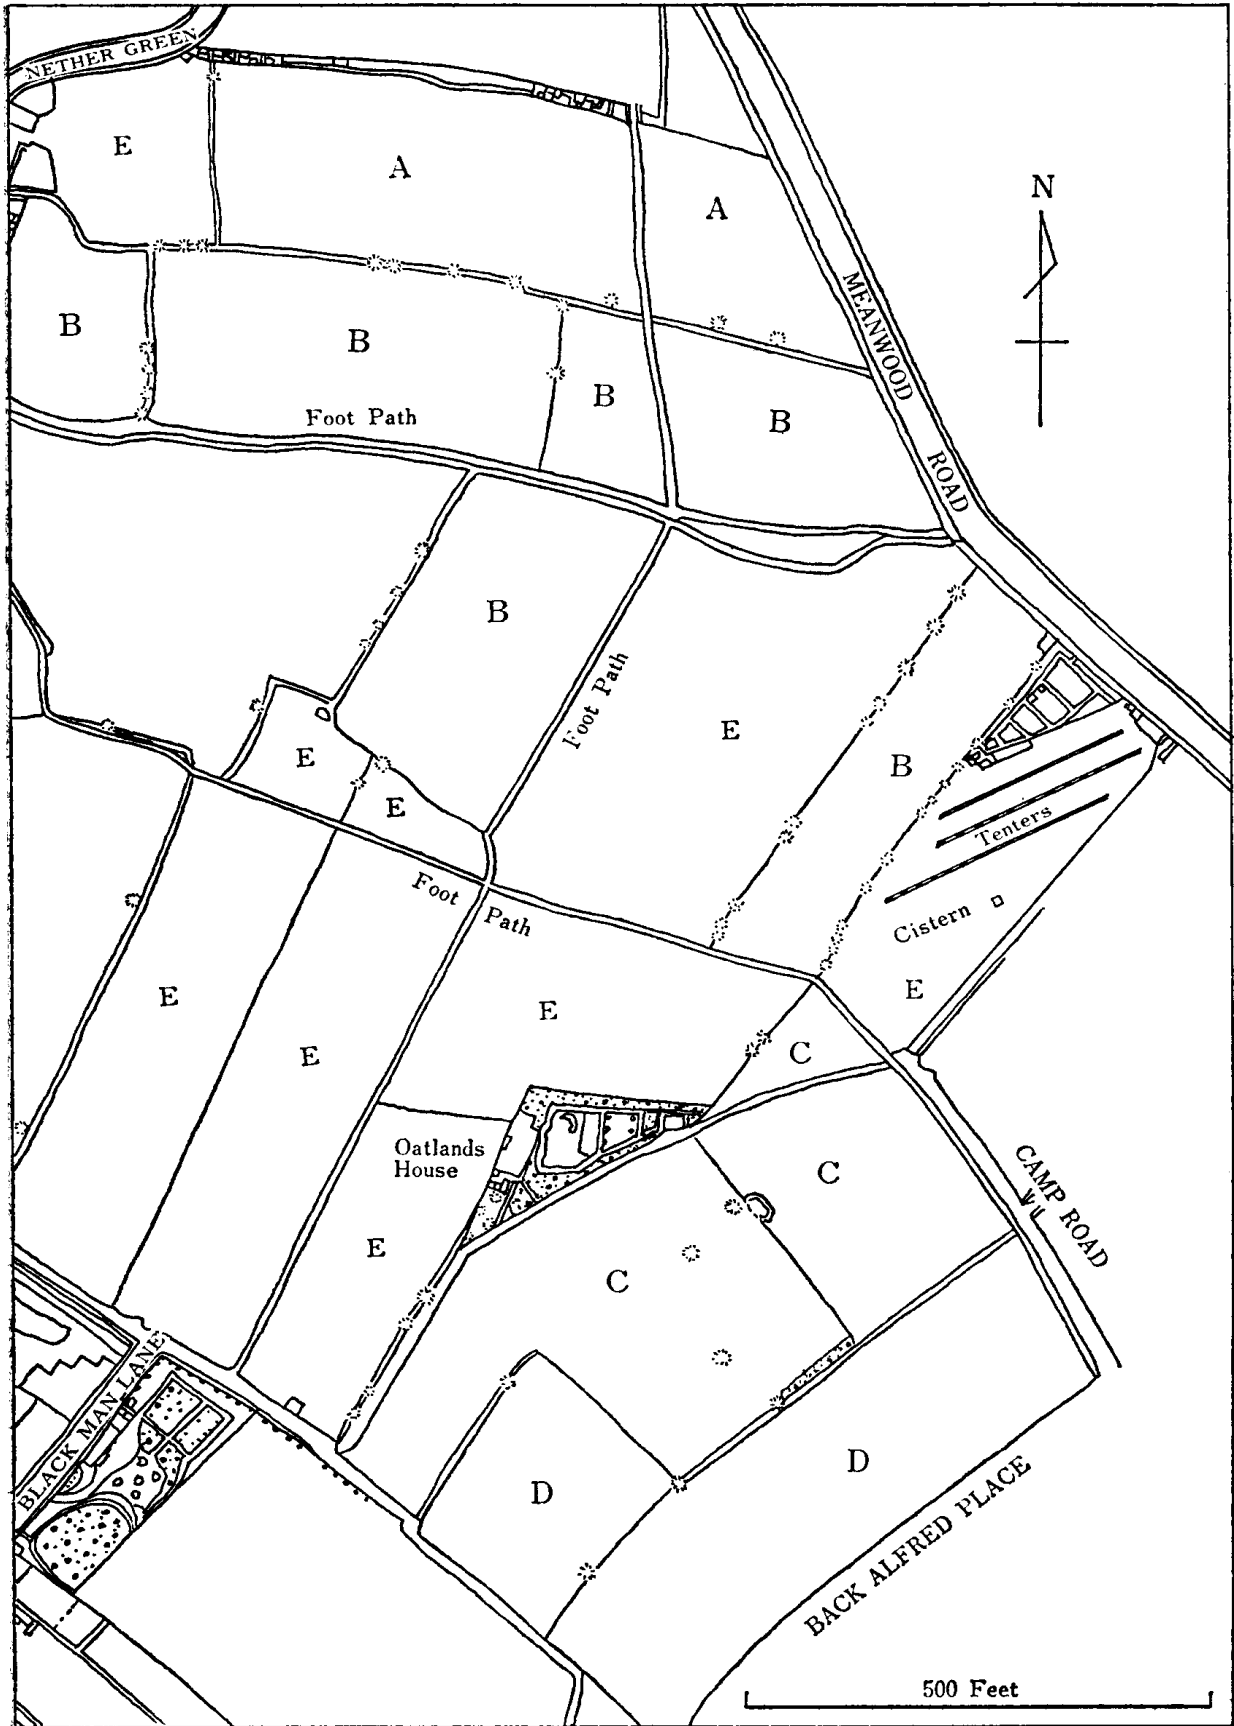 NETHER GREEN
E
A
N
A
MEANWOOD ROAD
B
B
B
B
Foot Path
B
Foot Path
E
B
E
E
Tenters
Foot Path
Cistern
E
E
E
E
C
Oatlands
House
C
CAMP ROAD
E
C
BLACK MAN LANE
D
D
BACK ALFRED PLACE
500 Feet